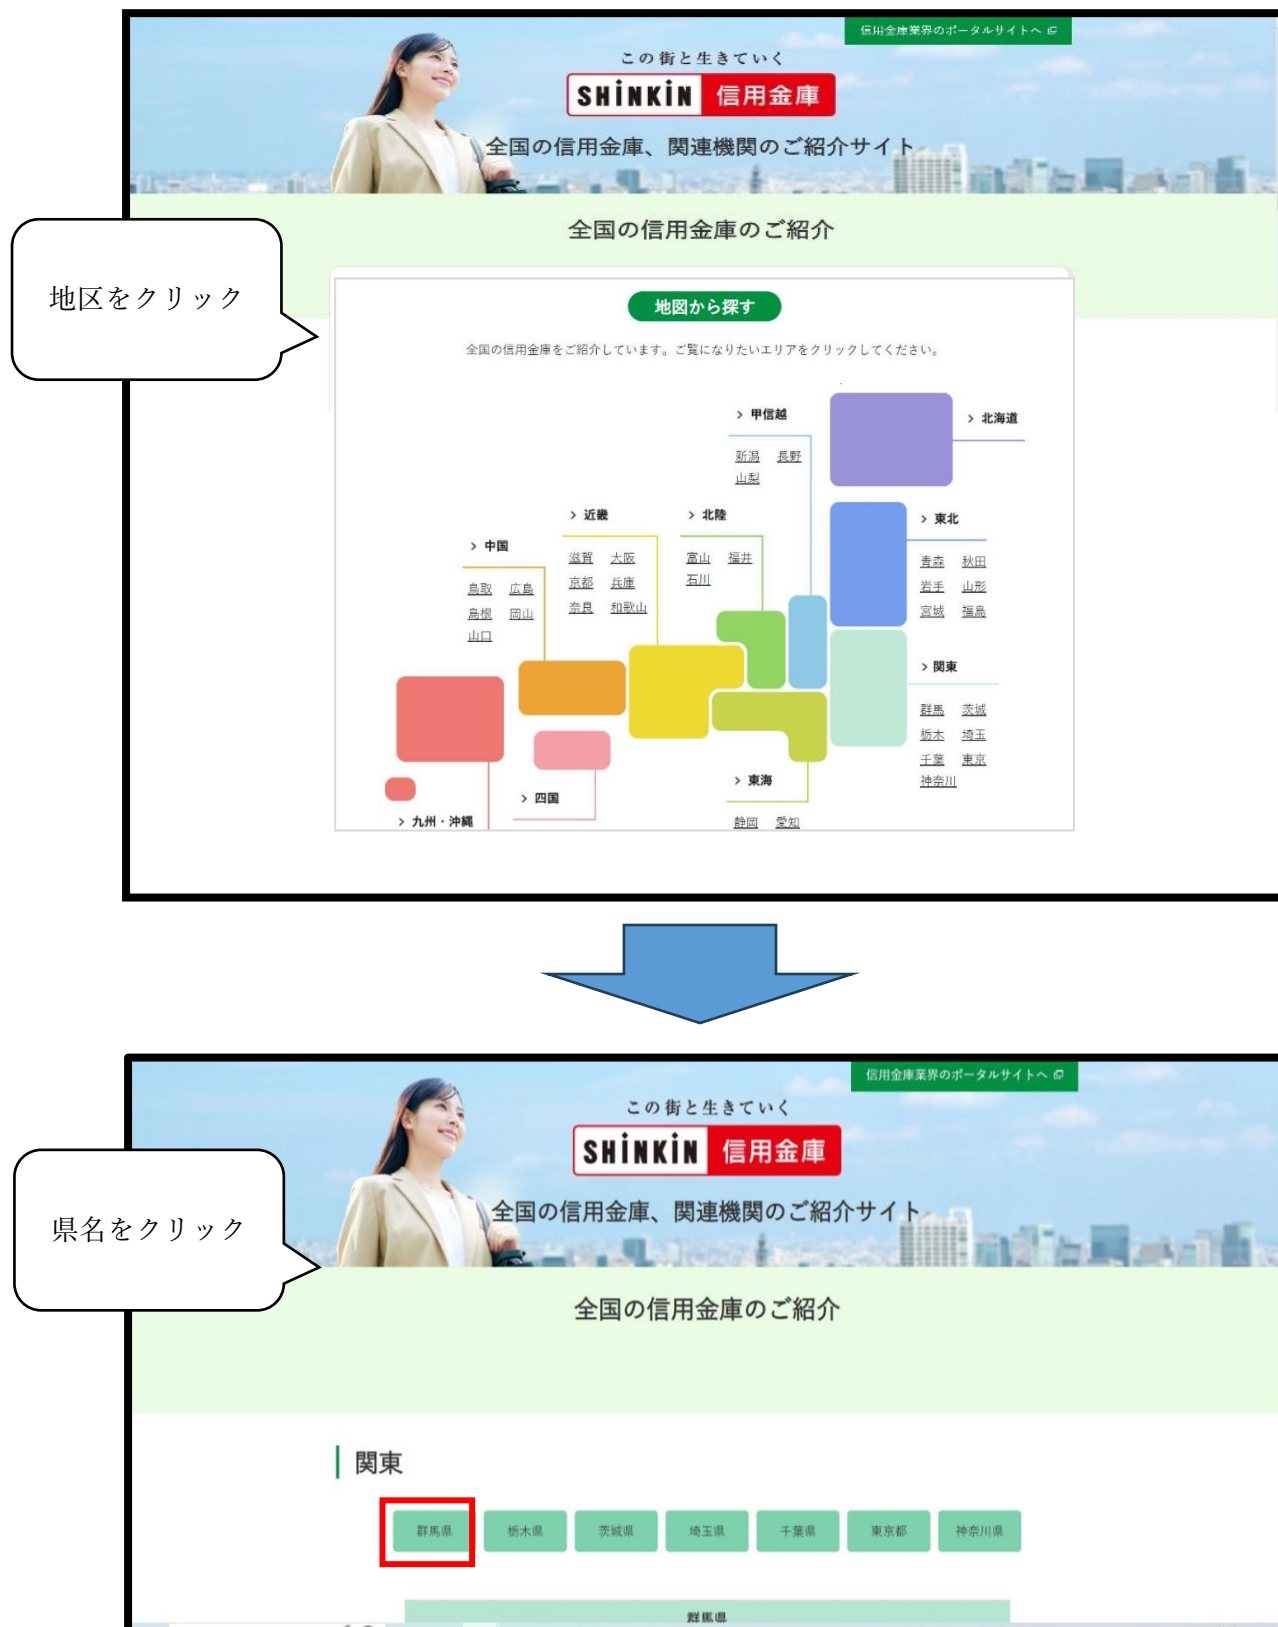 信用金庫業界のポータルサイトへ
この街と生きていく
SHINKIN 信用金庫
全国の信用金庫、関連機関のご紹介サイト
全国の信用金庫のご紹介
地区をクリック
地図から探す
全国の信用金庫をご紹介しています。ご覧になりたいエリアをクリックしてください。
> 甲信越
新潟 長野
山梨
> 北海道
> 近畿
滋賀 大阪
京都 兵庫
奈良 和歌山
> 北陸
富山 福井
石川
> 東北
青森 秋田
岩手 山形
宮城 福島
> 中国
鳥取 広島
島根 岡山
山口
> 関東
群馬 茨城
栃木 埼玉
千葉 東京
神奈川
> 東海
静岡 愛知
> 四国
> 九州・沖縄
信用金庫業界のポータルサイトへ
この街と生きていく
SHINKIN 信用金庫
全国の信用金庫、関連機関のご紹介サイト
県名をクリック
全国の信用金庫のご紹介
関東
群馬県 栃木県 茨城県 埼玉県 千葉県 東京都 神奈川県
群馬県